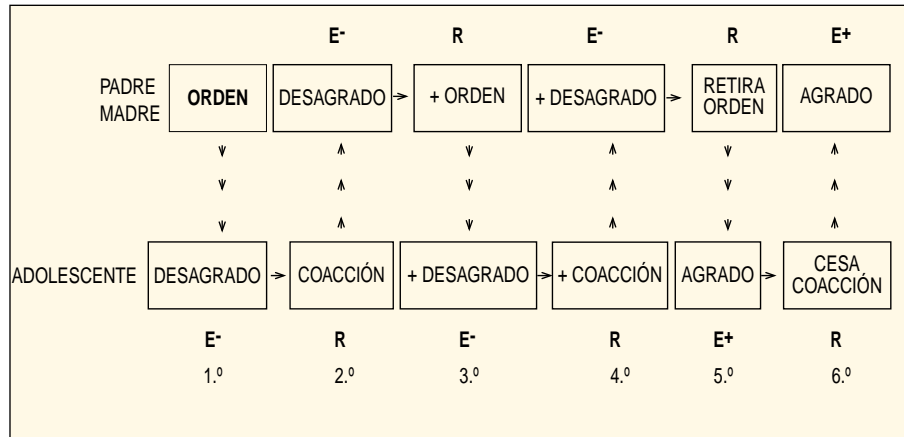 E- R E- R E+
PADRE
MADRE
ORDEN
DESAGRADO
+ ORDEN
+ DESAGRADO
RETIRA
ORDEN
AGRADO
ADOLESCENTE
DESAGRADO
COACCIÓN
+ DESAGRADO
+ COACCIÓN
AGRADO
CESA
COACCIÓN
E- R E- R E+ R
1.º 2.º 3.º 4.º 5.º 6.º